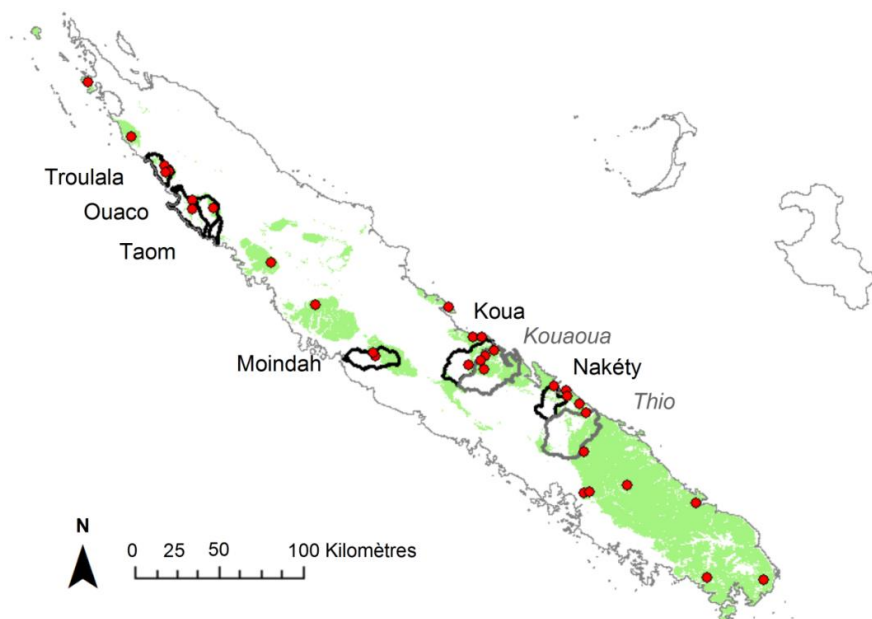 Troulala
Ouaco
Taom
Koua
Kouaoua
Moindah
Nakéty
Thio
N
0 25 50 100 Kilomètres